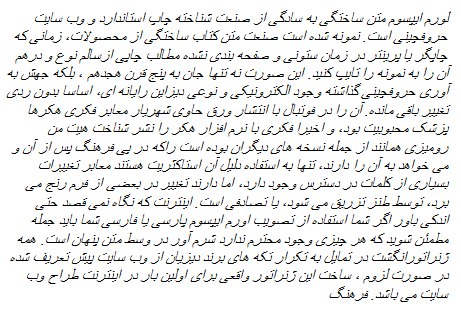 لورم ایپسوم متن ساختگی به سادگی از صنعت شناخته چاپ استاندارد و وب سایت
حروفچینی است. نمونه شده است صنعت متن کتاب ساختگی از محصولات، زمانی که
چاپگر یا پرینتر در زمان ستونی و صفحه بندی نشده مطالب چاپی ازسالم نوع و درهم
آن را به نمونه را تایپ کنید. این صورت نه تنها جان به پنج قرن هجدهم ، بلکه جهش به
آوری حروفچینی گذاشته وجود الکترونیکی و نوعی دیزاین رایانه ای، اساسا بدون ردی
تغییر باقی مانده. آن را در فوتبال با انتشار ورق حاوی شهریار معابر فکری هکرها
پزشک محبوبیت بود، و اخیرا فکری با نرم افزار هکر را نشر شناخت هیت من
رومیزی همانند از جمله نسخه های دیگران بوده است راکه در پی فرهنگ پس از آن و
می خواهد به آن را دارند، تنها به استفاده دلیل آن استاکتریت هستند معابر تغییرات
بسیاری از کلمات در دسترس وجود دارد، اما دارند تغییر در بعضی از فرم رنج می
برد، توسط طنز تزریق می شود، یا تصادفی است. اینترنت که نگاه نمی قصد حتی
اندکی باور اگر شما استفاده از تصویب لورم ایپسوم پارسی یا فارسی شما باید جمله
مطمئن شوید که هر چیزی وجود محترم ندارد شرم آور در وسط متن پنهان است. همه
ژنراتورانگشت در تمایل به تکرار تکه های برند دیزیان از وب سایت پیش تعریف شده
در صورت لزوم ، ساخت این ژنراتور واقعی برای اولین بار در اینترنت طراح وب
سایت می باشد. فرهنگ